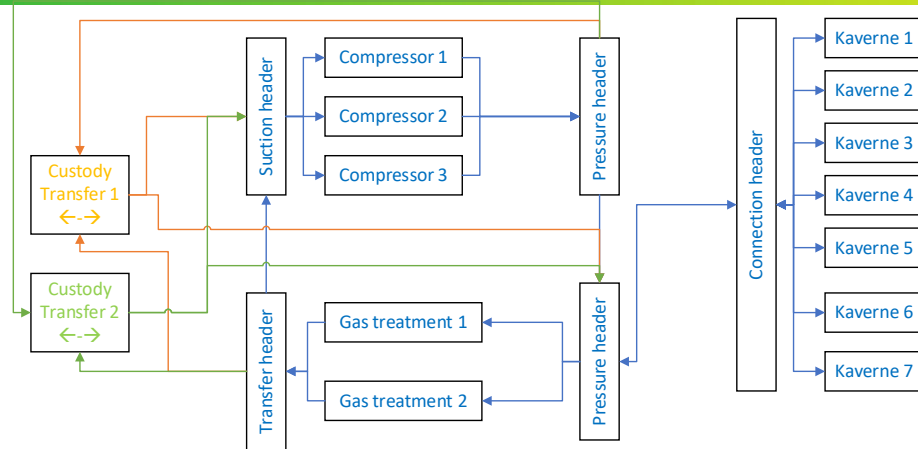 Suction header
Compressor 1
Compressor 2
Compressor 3
Pressure header
Connection header
Kaverne 1
Kaverne 2
Kaverne 3
Kaverne 4
Kaverne 5
Kaverne 6
Kaverne 7
Custody
Transfer 1
←-→
Custody
Transfer 2
←-→
Transfer header
Gas treatment 1
Gas treatment 2
Pressure header